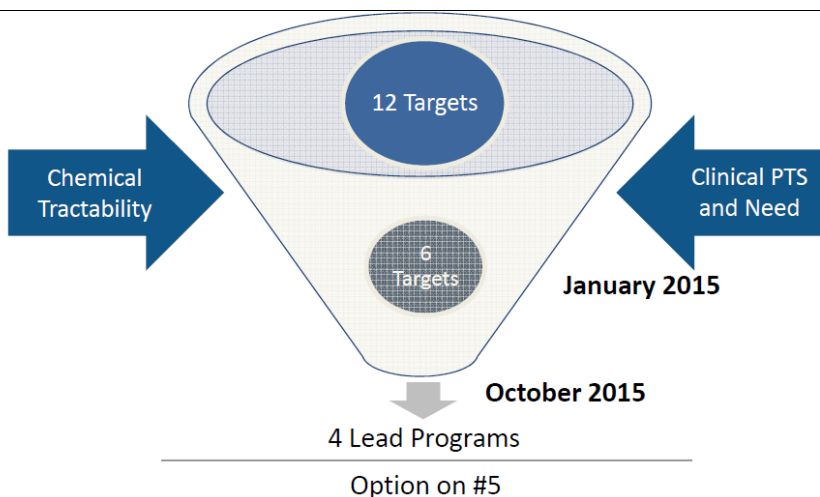 12 Targets
Chemical
Tractability
Clinical PTS
and Need
6
Targets
January 2015
October 2015
4 Lead Programs
Option on #5